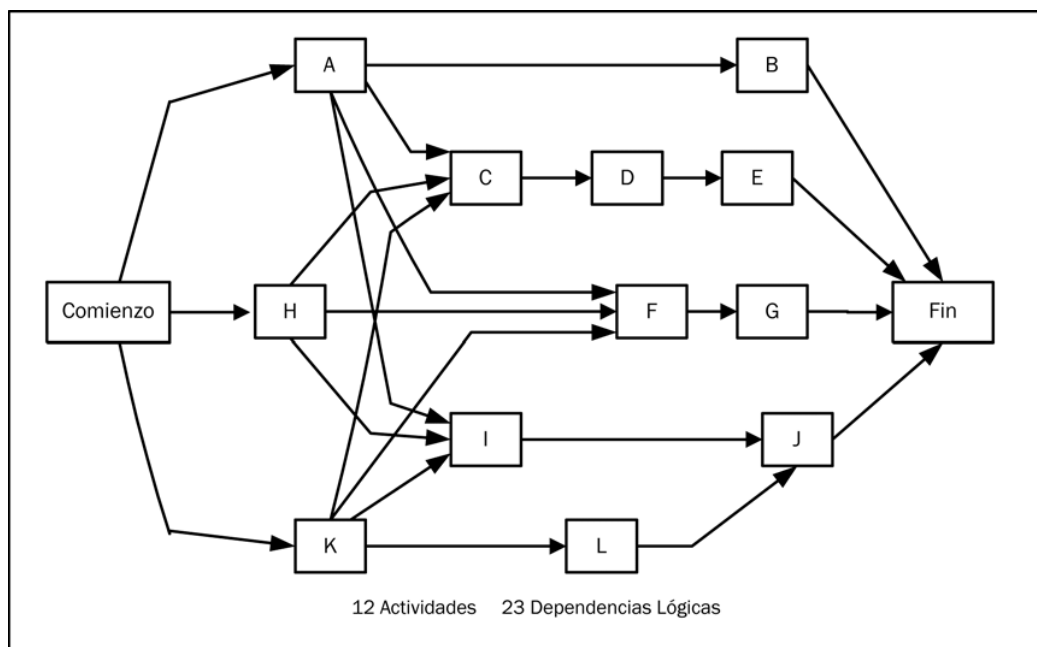 A
B
C
D
E
Comienzo
H
F
G
Fin
I
J
K
L
12 Actividades 23 Dependencias Lógicas